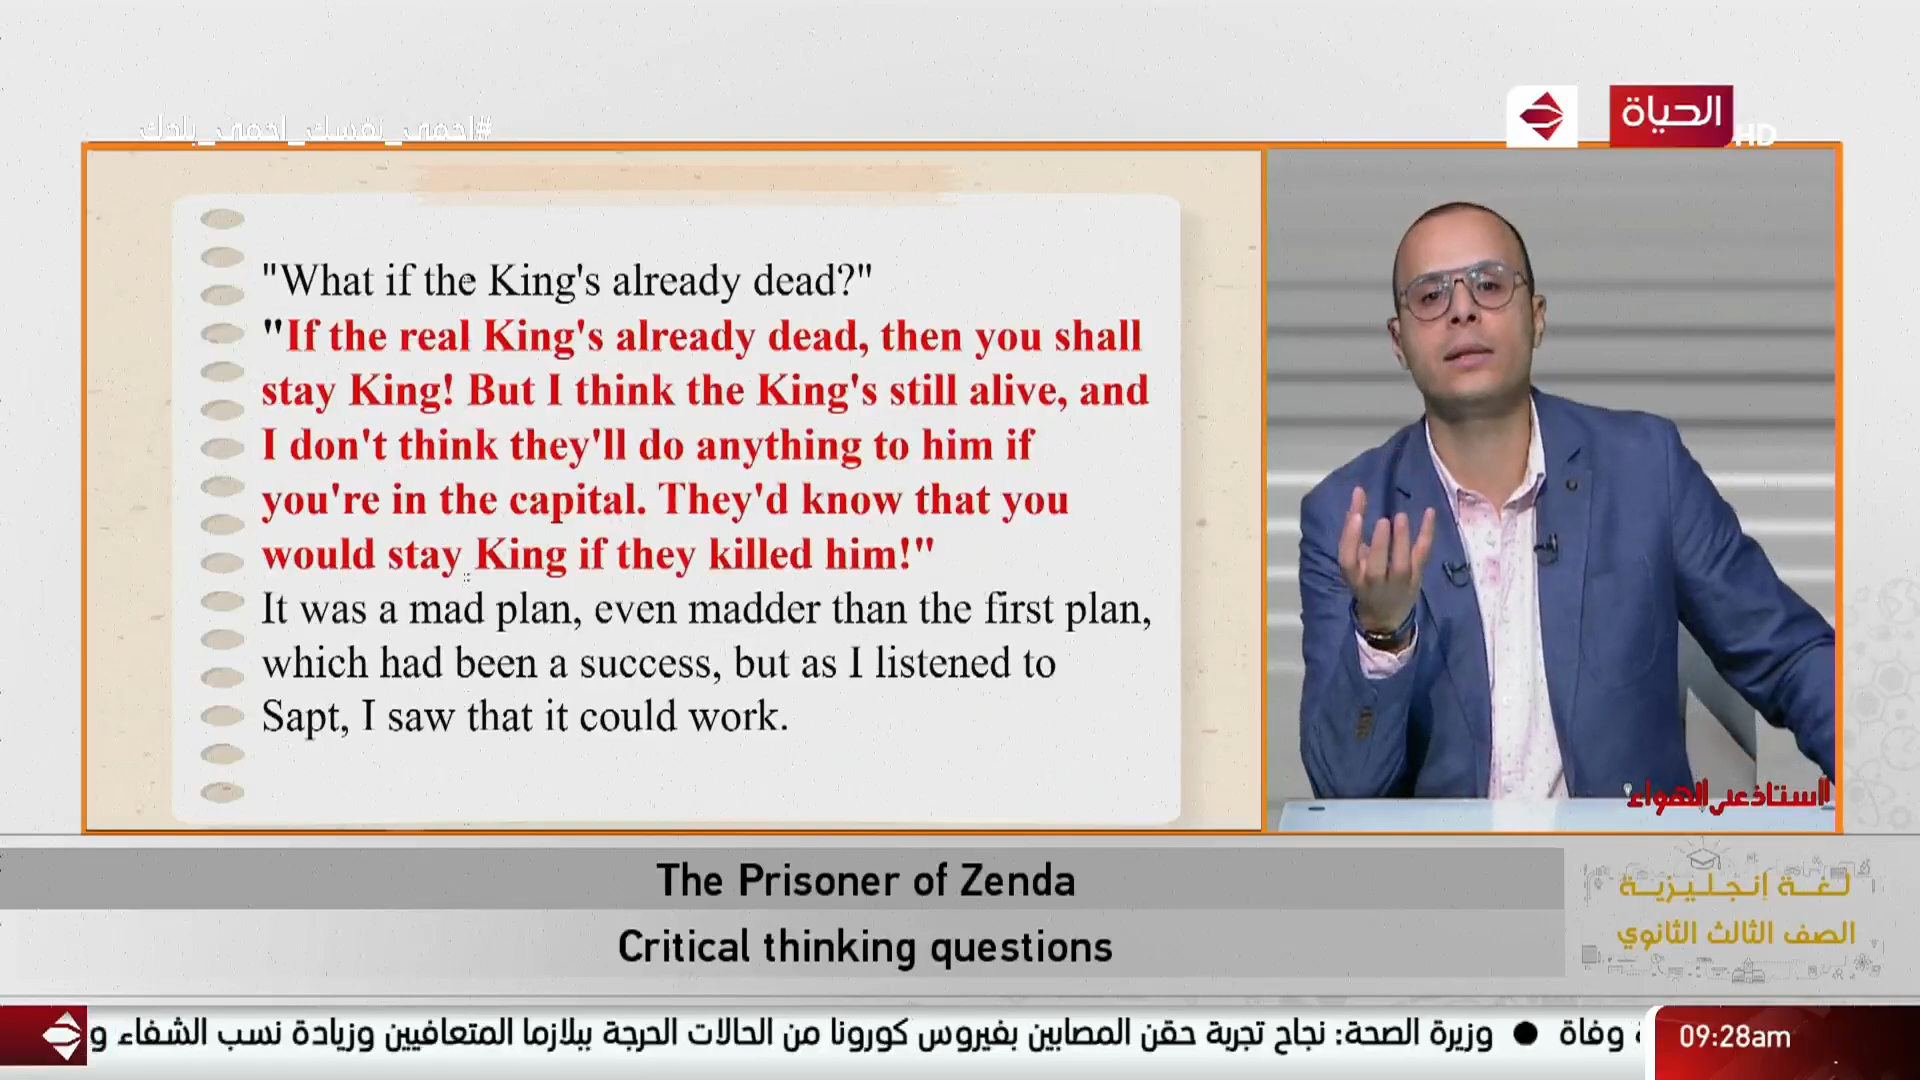 #احمي_نفسك_احمي_بلدك
الحياة
HD
"What if the King's already dead?"
"If the real King's already dead, then you shall
stay King! But I think the King's still alive, and
I don't think they'll do anything to him if
you're in the capital. They'd know that you
would stay King if they killed him!"
It was a mad plan, even madder than the first plan,
which had been a success, but as I listened to
Sapt, I saw that it could work.
أستاذ على الهواء
The Prisoner of Zenda
Critical thinking questions
لغة إنجليزية
الصف الثالث الثانوي
وفاة ● وزيرة الصحة: نجاح تجربة حقن المصابين بفيروس كورونا من الحالات الحرجة ببلازما المتعافيين وزيادة نسب الشفاء و
09:28am